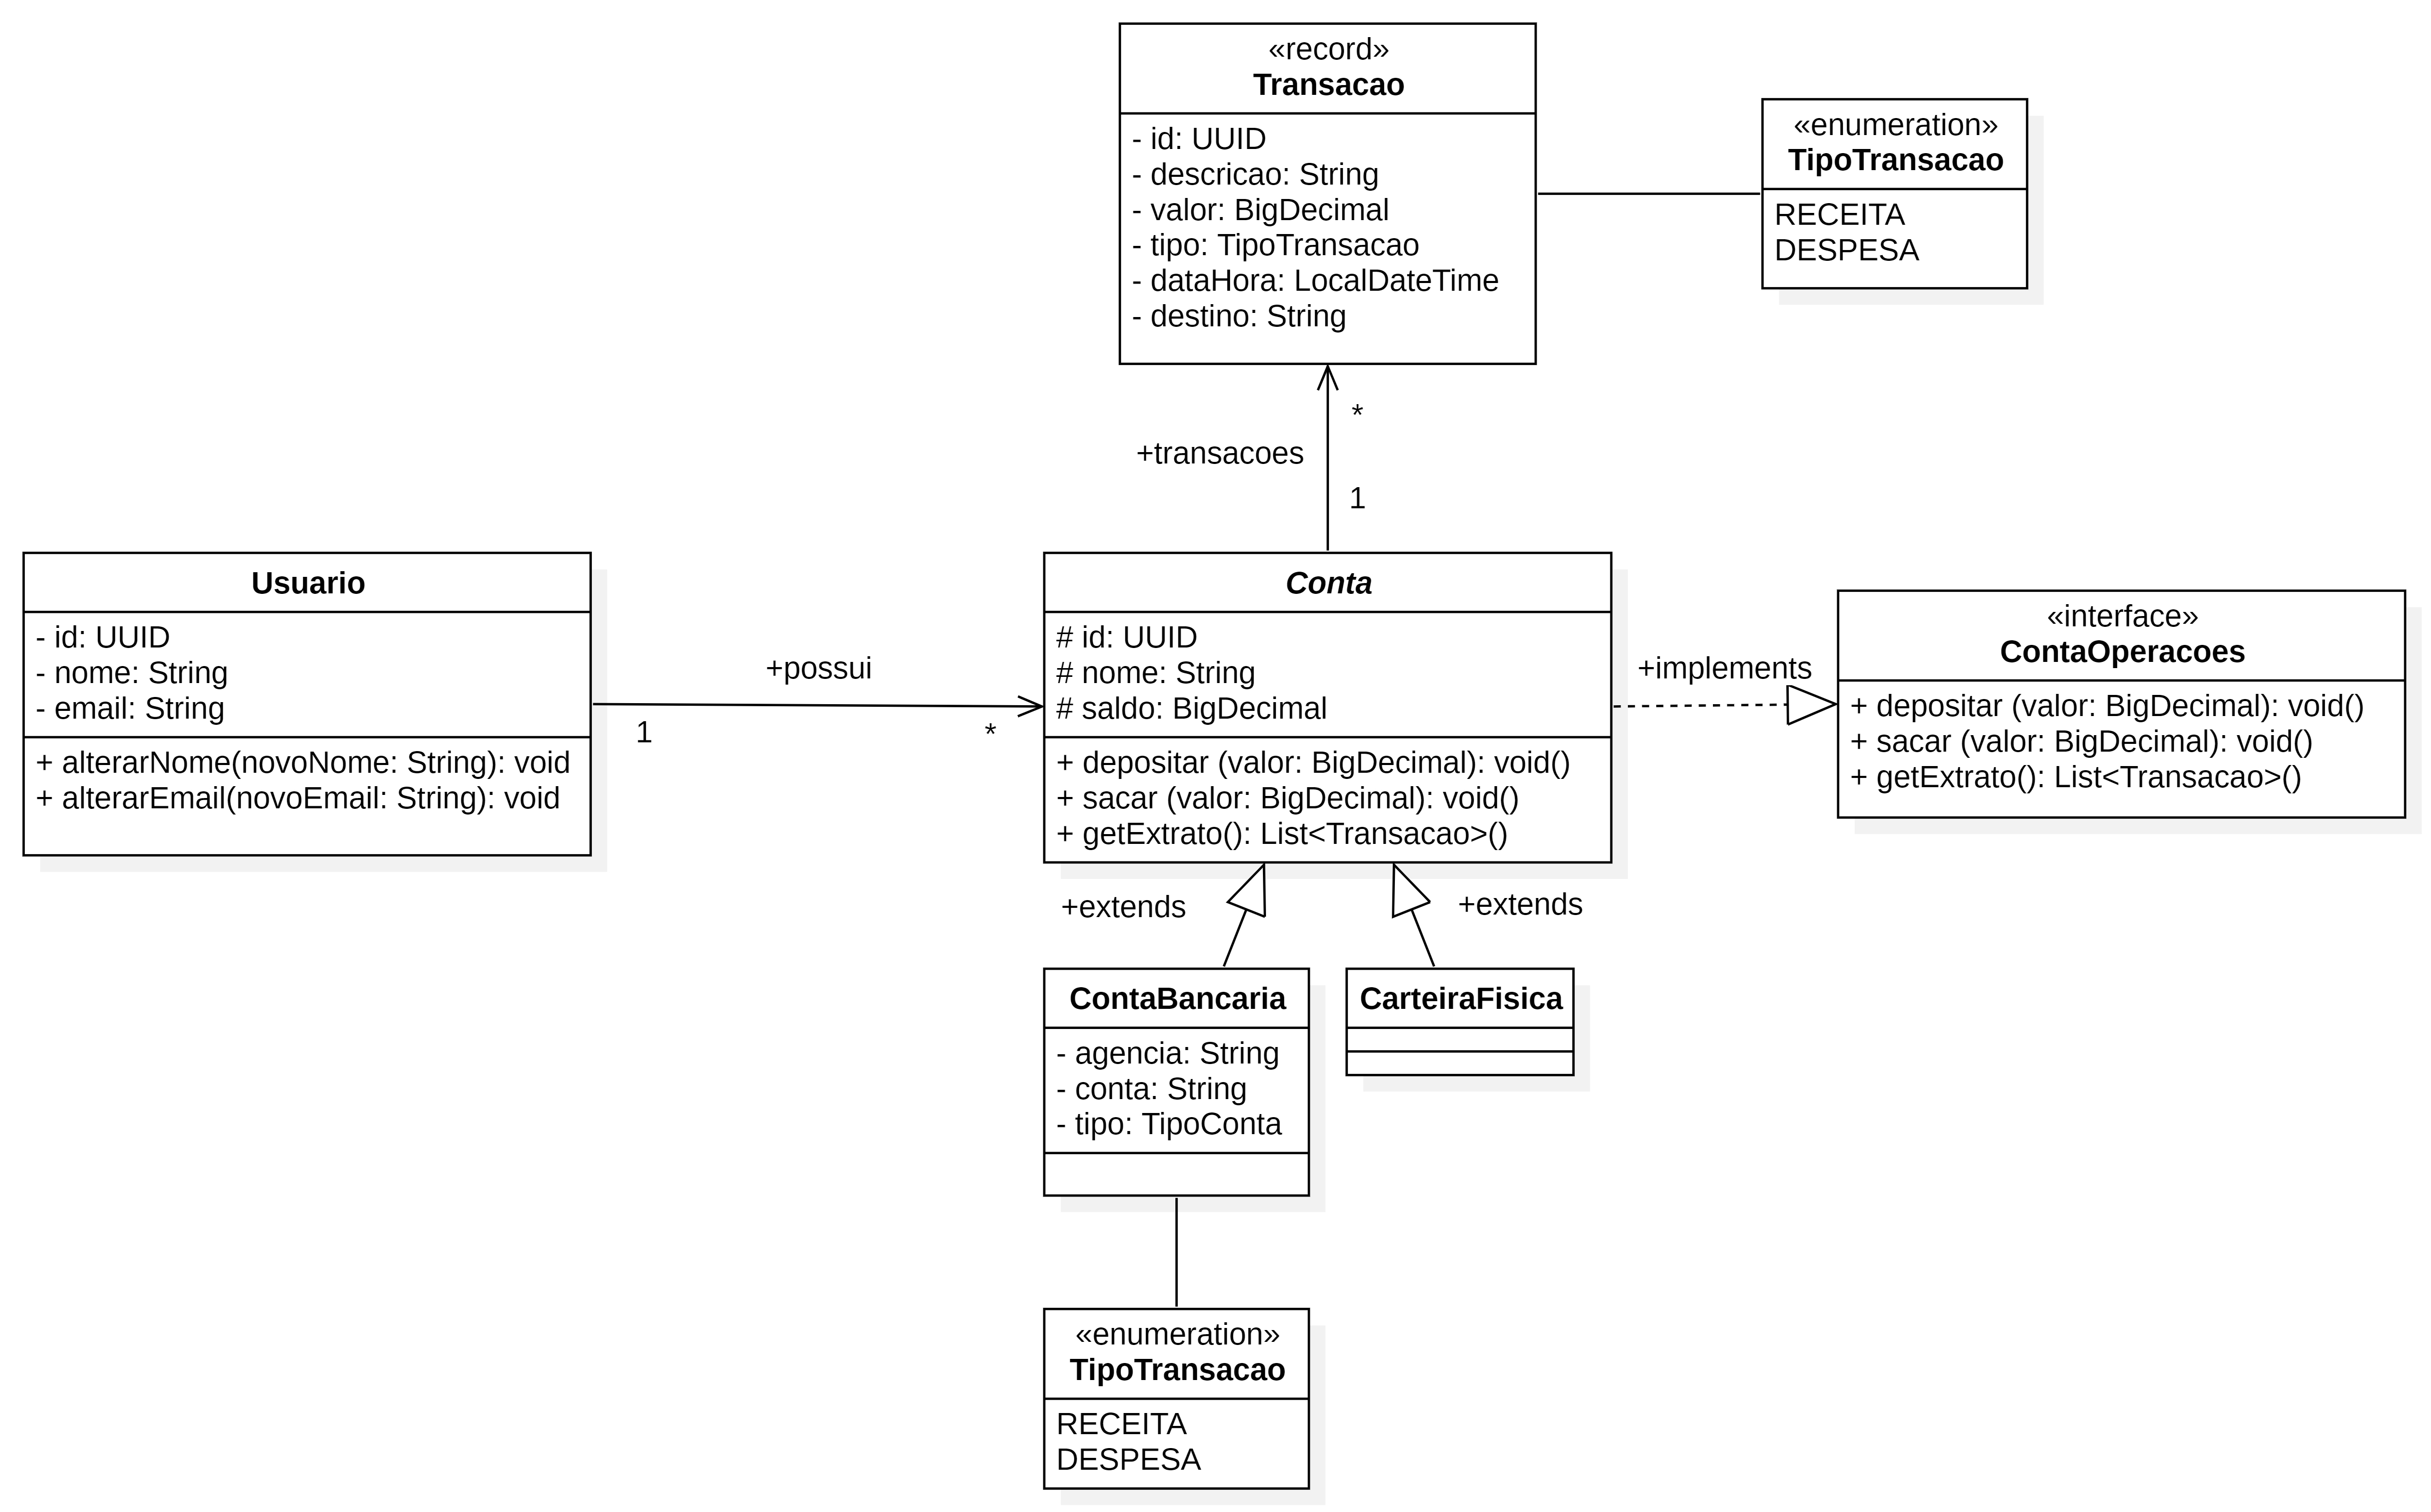 «record»
Transacao
- id: UUID
- descricao: String
- valor: BigDecimal
- tipo: TipoTransacao
- dataHora: LocalDateTime
- destino: String
«enumeration»
TipoTransacao
RECEITA
DESPESA
*
+transacoes
1
Usuario
- id: UUID
- nome: String
- email: String
+ alterarNome(novoNome: String): void
+ alterarEmail(novoEmail: String): void
+possui
1
*
Conta
# id: UUID
# nome: String
# saldo: BigDecimal
+ depositar (valor: BigDecimal): void()
+ sacar (valor: BigDecimal): void()
+ getExtrato(): List<Transacao>()
+implements
«interface»
ContaOperacoes
+ depositar (valor: BigDecimal): void()
+ sacar (valor: BigDecimal): void()
+ getExtrato(): List<Transacao>()
+extends
+extends
ContaBancaria
- agencia: String
- conta: String
- tipo: TipoConta
CarteiraFisica
«enumeration»
TipoTransacao
RECEITA
DESPESA